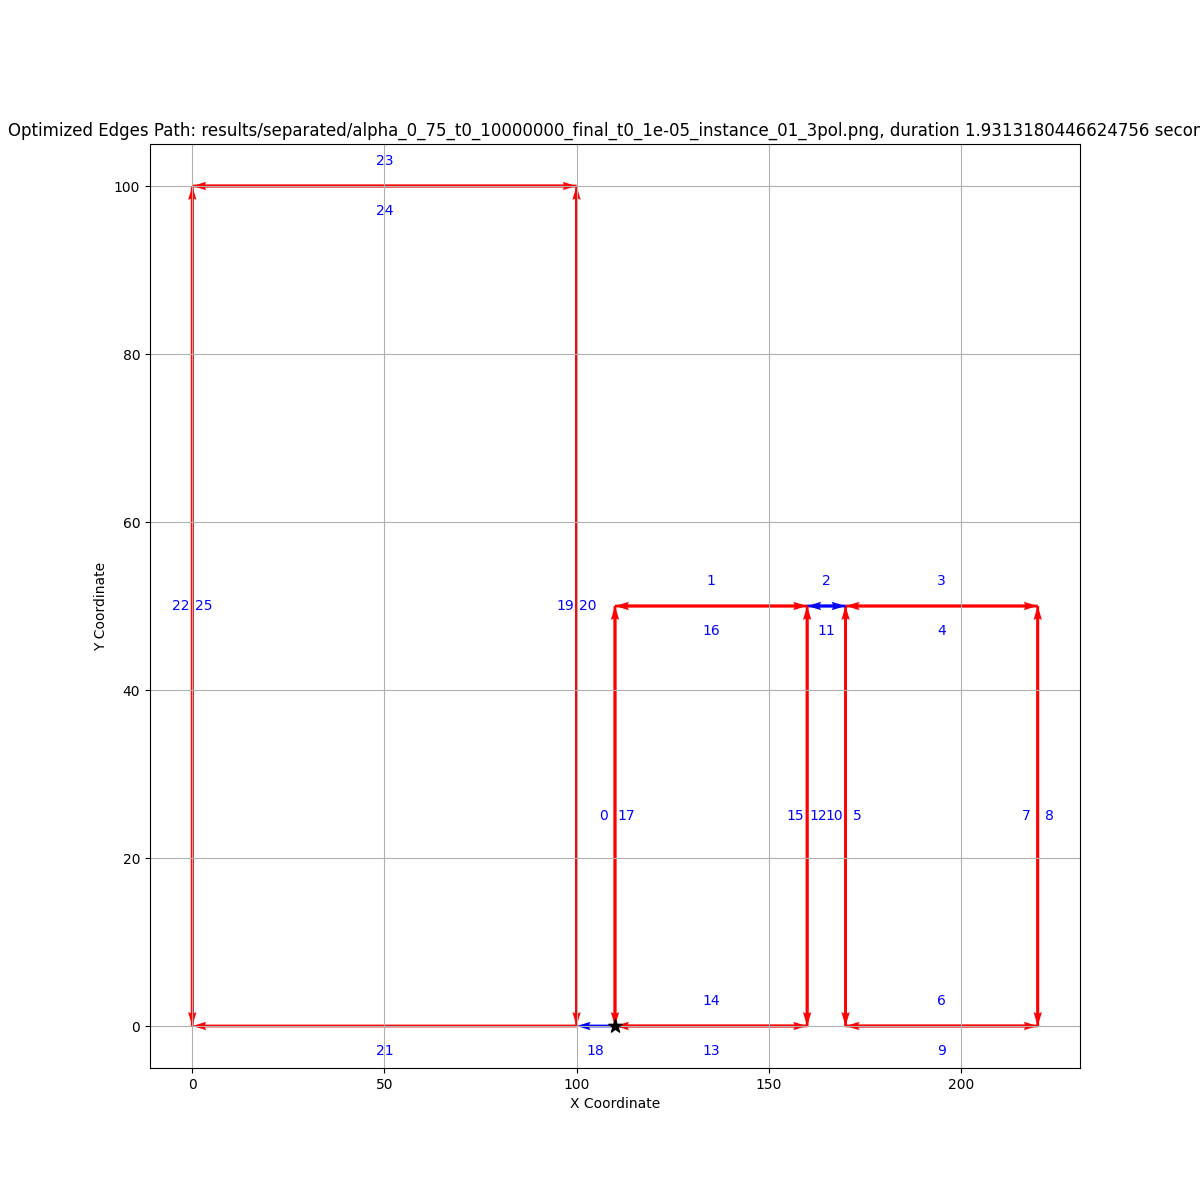 Optimized Edges Path: results/separated/alpha_0_75_t0_10000000_final_t0_1e-05_instance_01_3pol.png, duration 1.9313180446624756 secor
23
100
24
80
60
1 2 3
22 25 19 20
16 11 4
40
0 17 15 12 10 5 7 8
20
14 6
0
21 18 13 9
0 50 100 150 200
X Coordinate
Y Coordinate